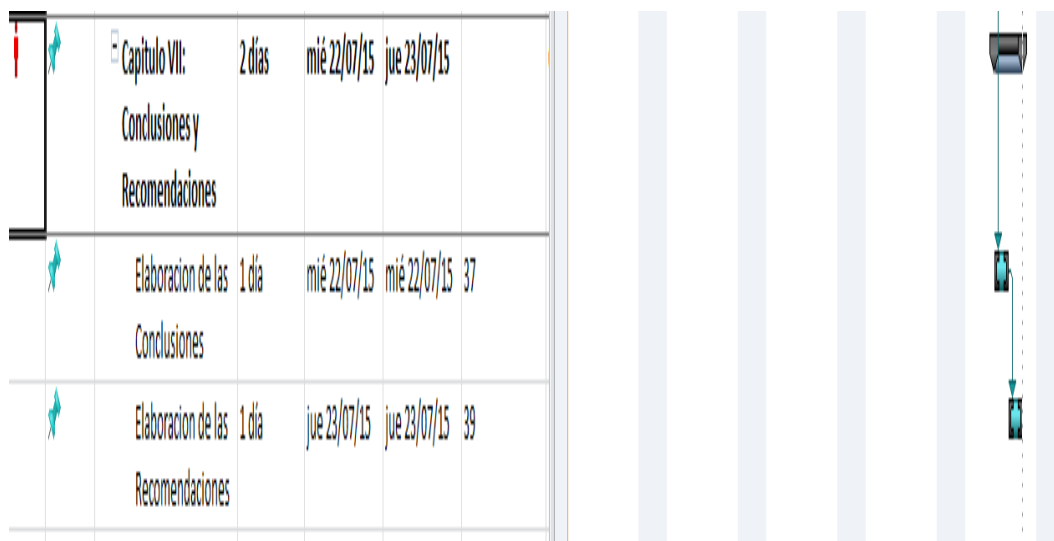 Capitulo VII: 2 días mié 22/07/15 jue 23/07/15
Conclusiones y
Recomendaciones
Elaboracion de las 1 día mié 22/07/15 mié 22/07/15 37
Conclusiones
Elaboracion de las 1 día jue 23/07/15 jue 23/07/15 39
Recomendaciones